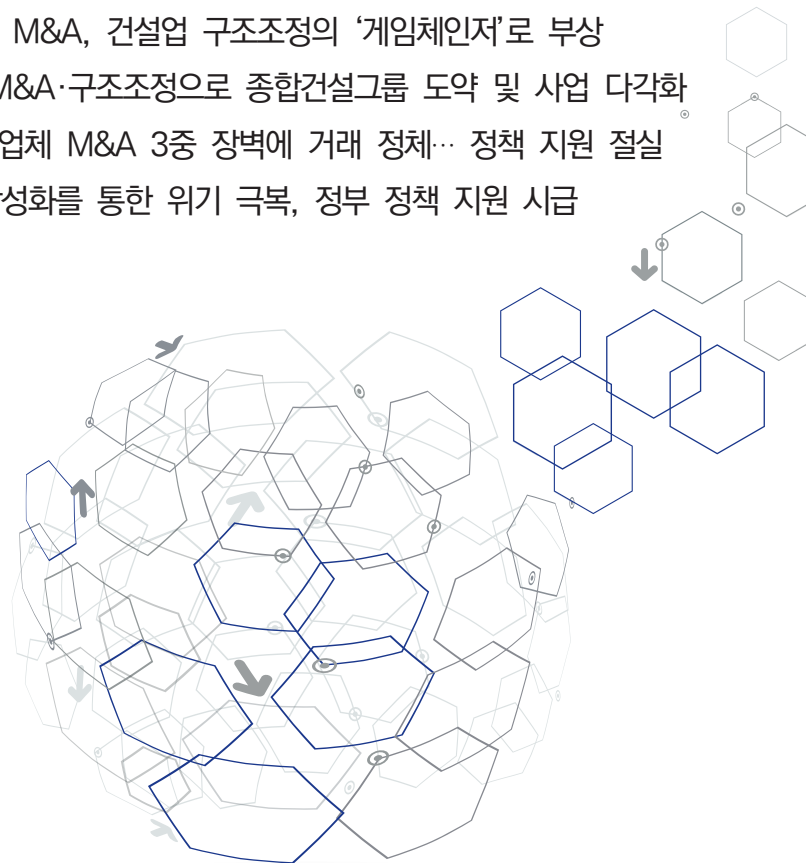 M&A, 건설업 구조조정의 ‘게임체인저’로 부상
M&A·구조조정으로 종합건설그룹 도약 및 사업 다각화
업체 M&A 3중 장벽에 거래 정체… 정책 지원 절실
성화를 통한 위기 극복, 정부 정책 지원 시급